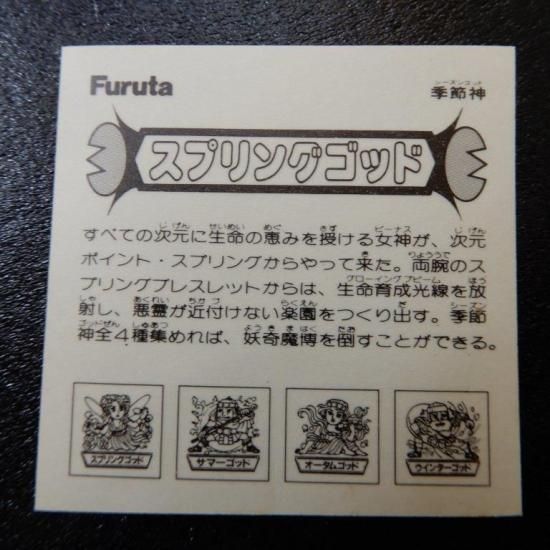 Furuta
シーズンゴット
季節神
スプリングゴッド
すべての次元に生命の恵みを授ける女神が、次元
ポイント・スプリングからやって来た。両腕のス
プリングブレスレットからは、生命育成光線を放
射し、悪霊が近付けない楽園をつくり出す。季節
神全4種集めれば、妖奇魔博を倒すことができる。
スプリングゴッド
サマーゴッド
オータムゴッド
ウインターゴッド